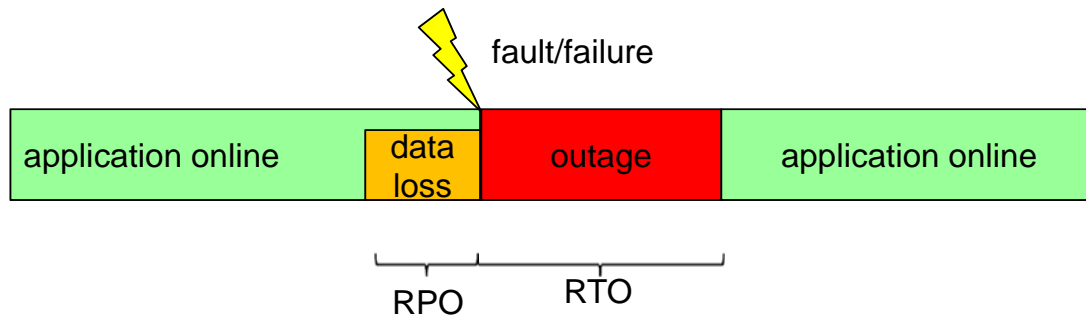 fault/failure
application online
data
loss
outage
application online
RPO
RTO